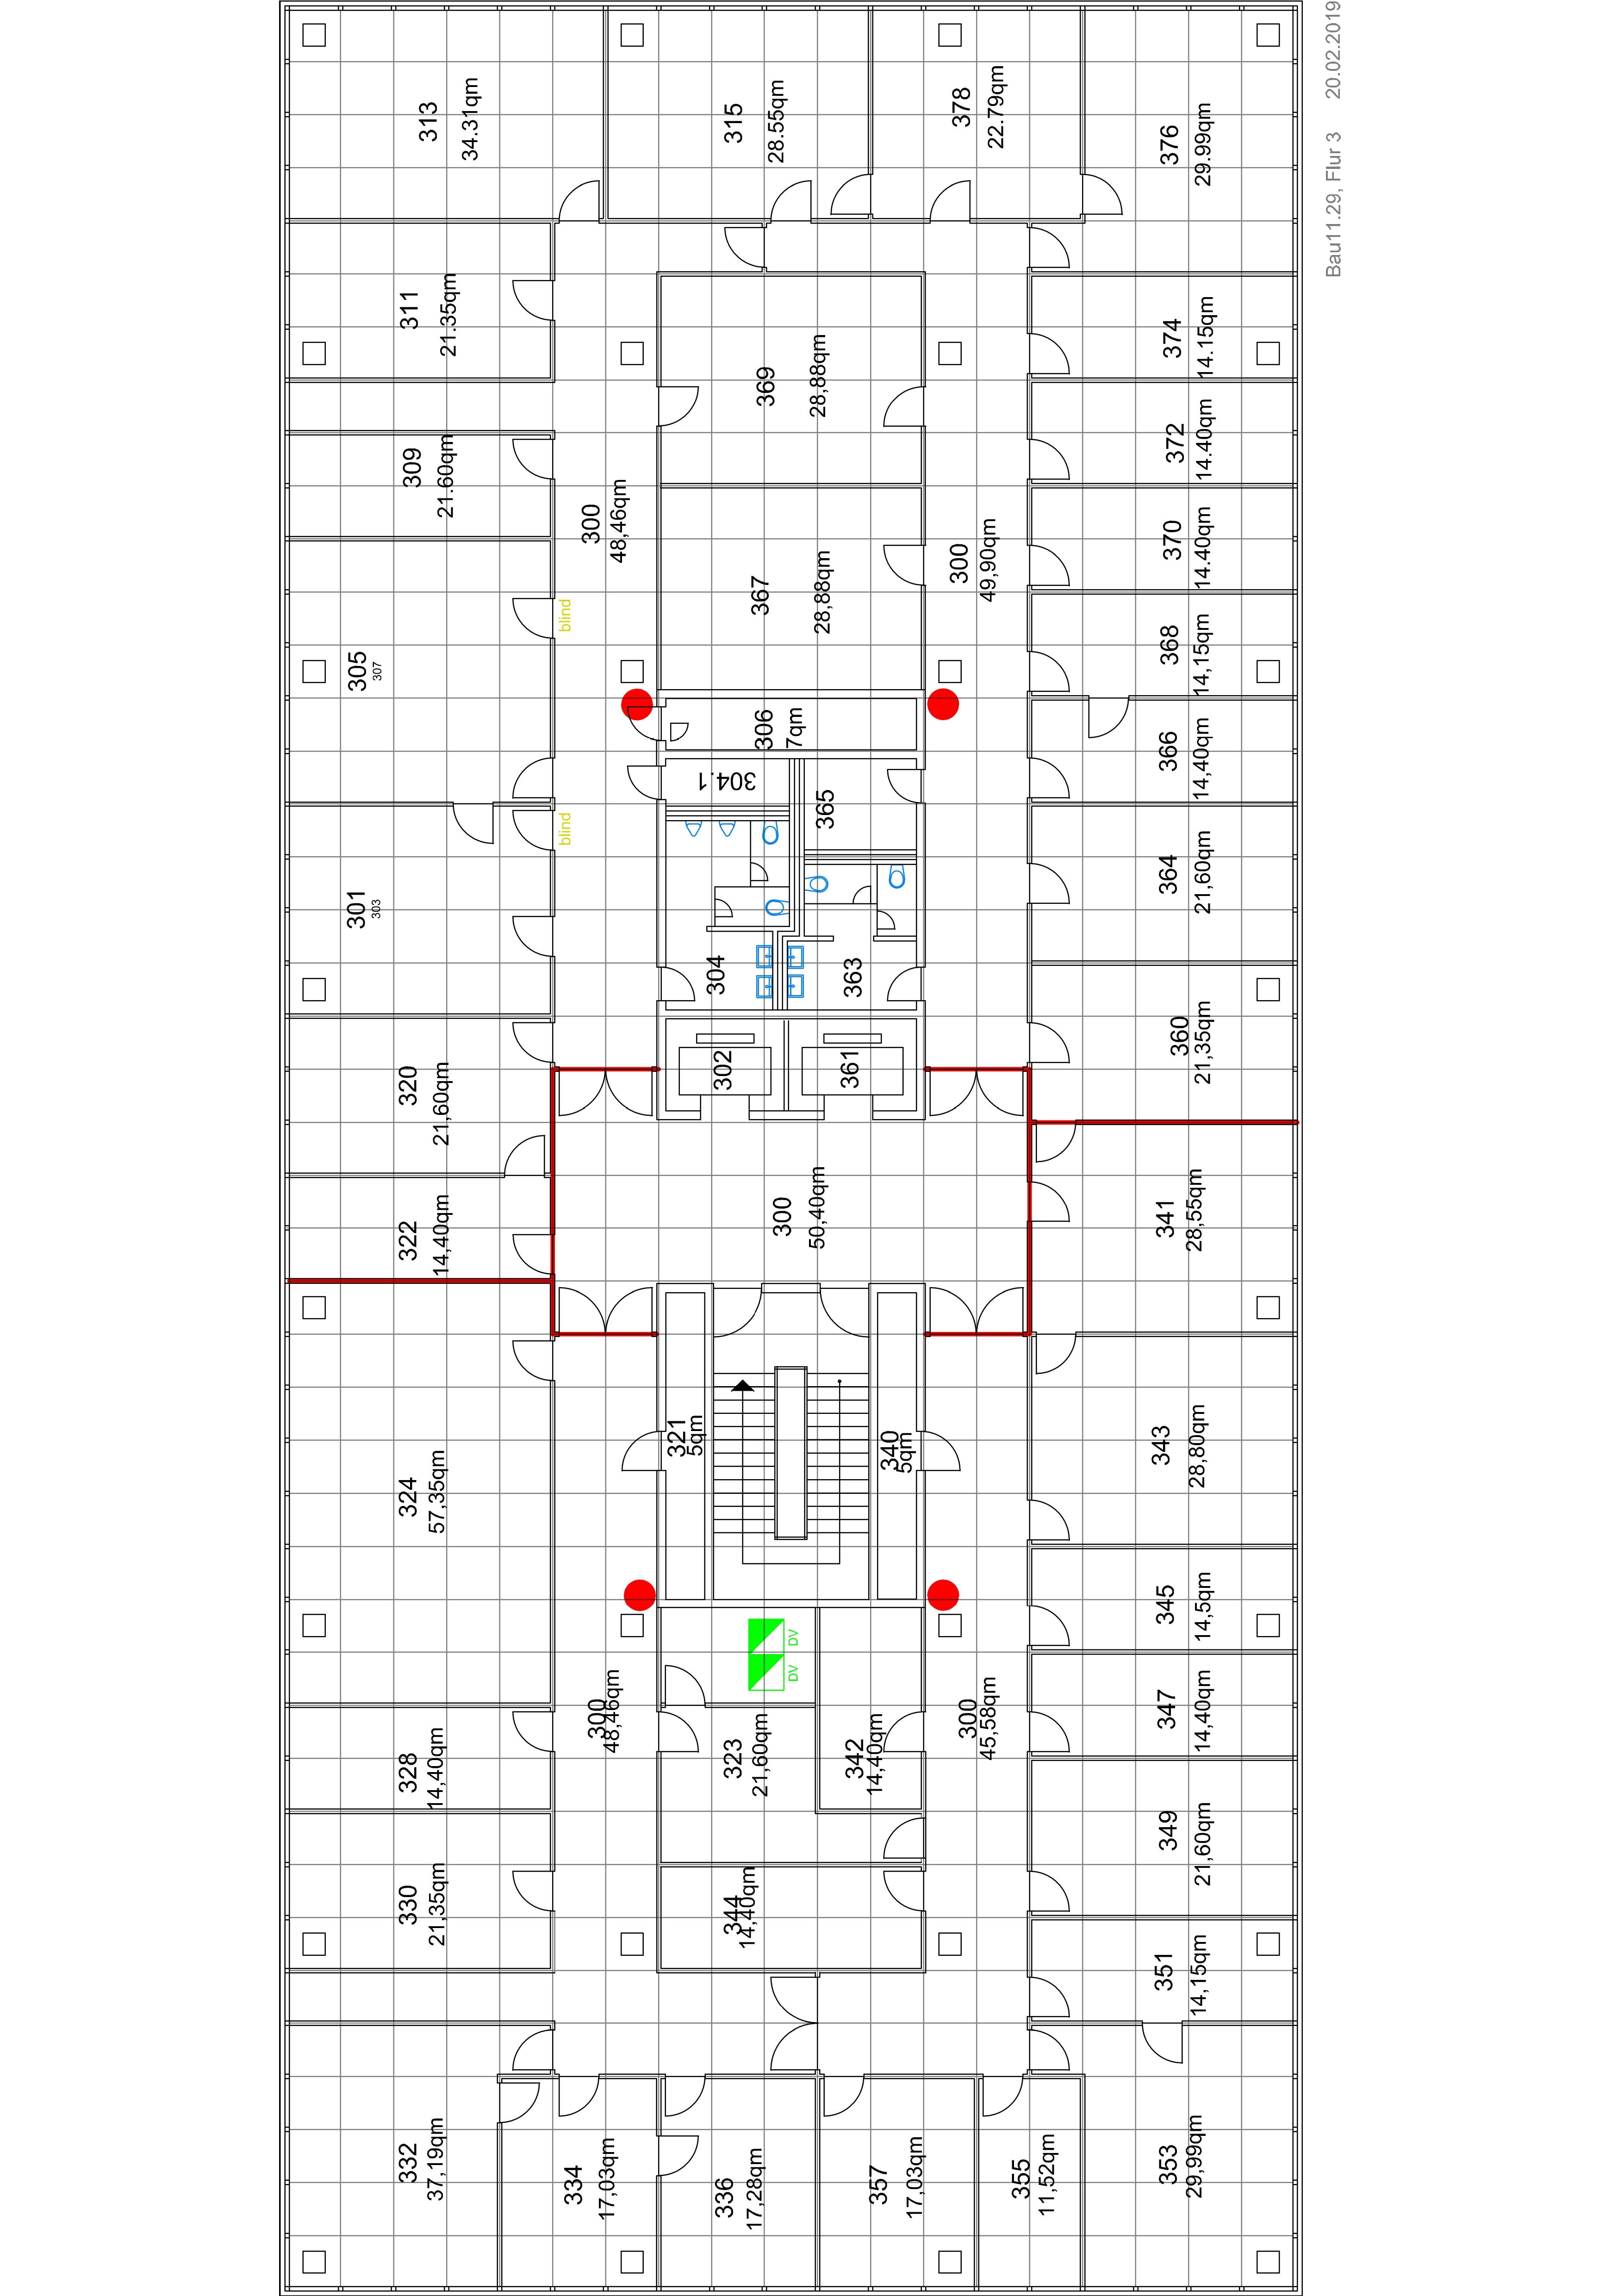 301
303
305
307
332
37,19qm
330
21,35qm
328
14,40qm
324
57,35qm
322
14,40qm
320
21,60qm
309
21.60qm
311
21.35qm
313
34.31qm
blind
blind
334
17,03qm
300
48,46qm
300
48,46qm
321
5qm
336
17,28qm
344
14,40qm
323
21,60qm
DV
DV
302
304
304.1
306
7qm
367
28,88qm
369
28,88qm
315
28.55qm
300
50,40qm
342
14,40qm
361
363
365
357
17,03qm
340
5qm
300
45,58qm
300
49,90qm
378
22.79qm
355
11,52qm
353
29,99qm
351
14,15qm
349
21,60qm
347
14,40qm
345
14,5qm
343
28,80qm
341
28,55qm
360
21,35qm
364
21,60qm
366
14,40qm
368
14,15qm
370
14.40qm
372
14.40qm
374
14.15qm
376
29.99qm
Bau11.29, Flur 3 20.02.2019